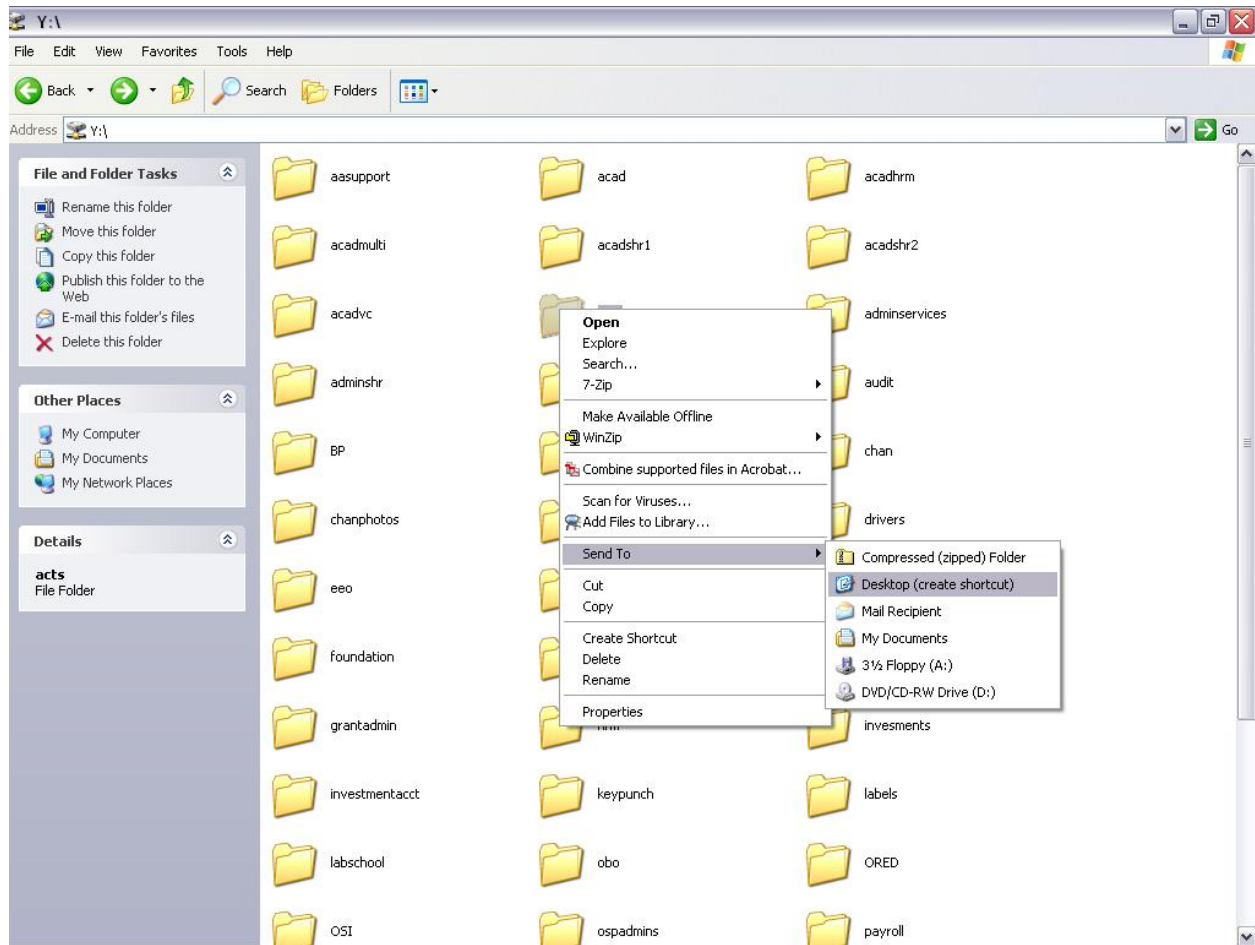 Y:\
File Edit View Favorites Tools Help
Back Search Folders
Address Y:\ Go
File and Folder Tasks
Rename this folder
Move this folder
Copy this folder
Publish this folder to the
Web
E-mail this folder's files
Delete this folder
Other Places
My Computer
My Documents
My Network Places
Details
acts
File Folder
aasupport acad acadhrm
acadmulti acadshr1 acadshr2
acadvc adminservices
adminshr audit
BP chan
chanphotos drivers
eeo
foundation
grantadmin invesments
investmentacct keypunch labels
labschool obo ORED
OSI ospadmins payroll
Open
Explore
Search...
7-Zip
Make Available Offline
WinZip
Combine supported files in Acrobat...
Scan for Viruses...
Add Files to Library...
Send To
Cut
Copy
Create Shortcut
Delete
Rename
Properties
Compressed (zipped) Folder
Desktop (create shortcut)
Mail Recipient
My Documents
3½ Floppy (A:)
DVD/CD-RW Drive (D:)